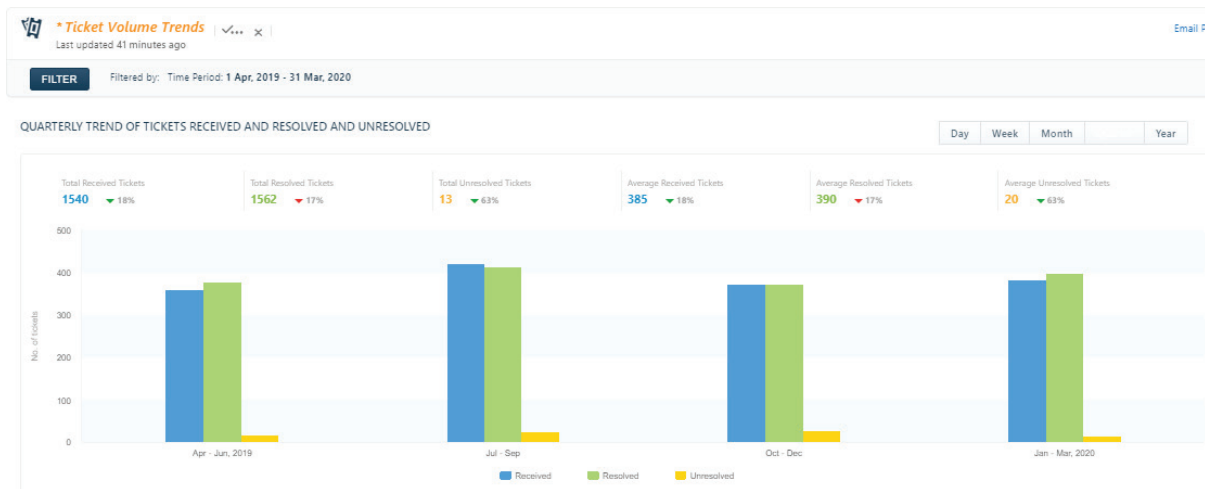 * Ticket Volume Trends
Last updated 41 minutes ago
Email
FILTER Filtered by: Time Period: 1 Apr, 2019 - 31 Mar, 2020
QUARTERLY TREND OF TICKETS RECEIVED AND RESOLVED AND UNRESOLVED
Day Week Month Year
Total Received Tickets Total Resolved Tickets Total Unresolved Tickets Average Received Tickets Average Resolved Tickets Average Unresolved Tickets
1540 18% 1562 17% 13 63% 385 18% 390 17% 20 63%
500
400
300
200
100
0
No. of tickets
Apr - Jun, 2019 Jul - Sep Oct - Dec Jan - Mar, 2020
Received Resolved Unresolved